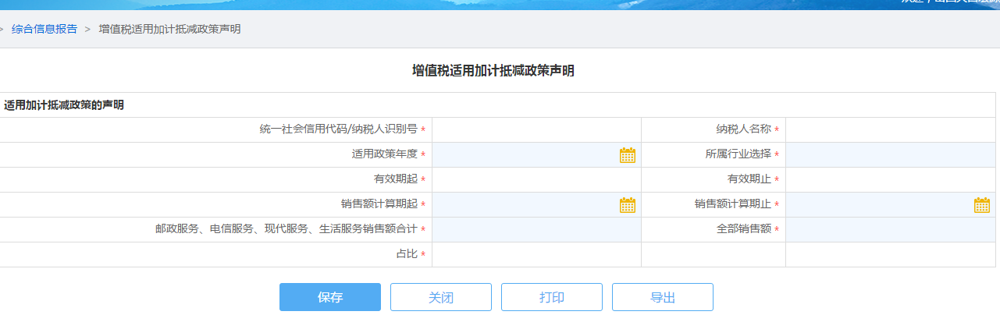 > 综合信息报告 > 增值税适用加计抵减政策声明
增值税适用加计抵减政策声明
适用加计抵减政策的声明
统一社会信用代码/纳税人识别号 * 纳税人名称 *
适用政策年度 * 所属行业选择 *
有效期起 * 有效期止 *
销售额计算期起 * 销售额计算期止 *
邮政服务、电信服务、现代服务、生活服务销售额合计 * 全部销售额 *
占比 *
保存 关闭 打印 导出